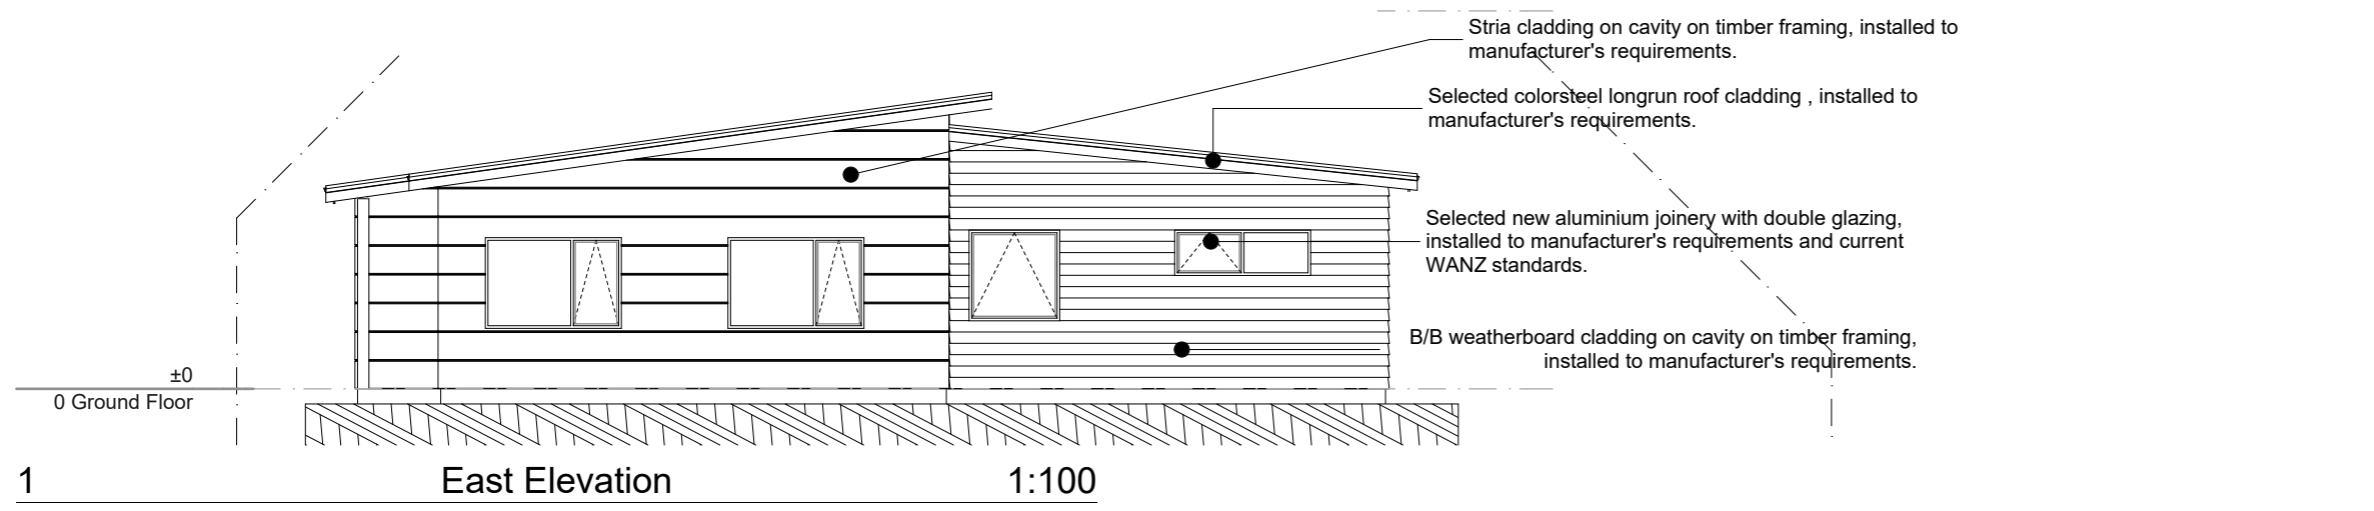 Stria cladding on cavity on timber framing, installed to
manufacturer's requirements.
Selected colorsteel longrun roof cladding , installed to
manufacturer's requirements.
Selected new aluminium joinery with double glazing,
installed to manufacturer's requirements and current
WANZ standards.
B/B weatherboard cladding on cavity on timber framing,
installed to manufacturer's requirements.
±0
0 Ground Floor
1 East Elevation 1:100